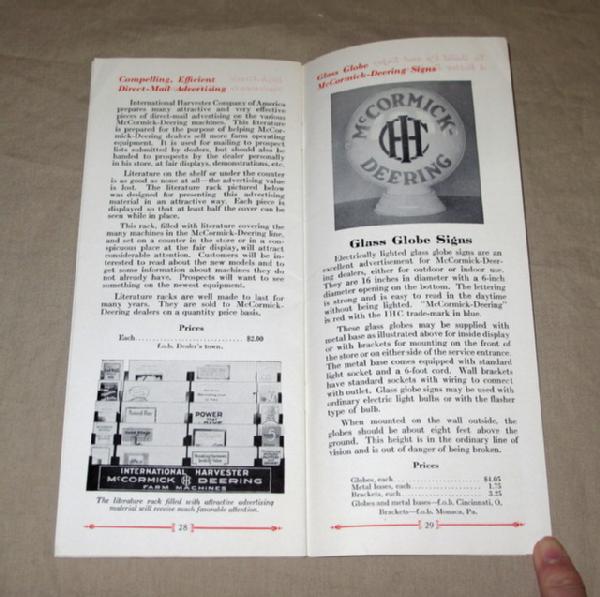 Compelling, Efficient
Direct-Mail Advertising
International Harvester Company of America
prepares many attractive and very effective
pieces of direct-mail advertising on the various
McCormick-Deering machines. This literature
is prepared for the purpose of helping McCor-
mick-Deering dealers sell more farm operating
equipment. It is used for mailing to prospect
lists submitted by dealers, but should also be
handed to prospects by the dealer personally
in his store, at fair displays, demonstrations, etc.
Literature on the shelf or under the counter
is as good as none at all—the advertising value
is lost. The literature rack pictured below
was designed for presenting this advertising
material in an attractive way. Each piece is
displayed so that at least half the cover can be
seen while in place.
This rack, filled with literature covering the
many machines in the McCormick-Deering line,
and set on a counter in the store or in a con-
spicuous place at the fair display, will attract
considerable attention. Customers will be in-
terested to read about the new models and to
get some information about machines they do
not already have. Prospects will want to see
something on the newest equipment.
Literature racks are well made to last for
many years. They are sold to McCormick-
Deering dealers on a quantity price basis.
Prices
Each.......................... $2.00
f.o.b. Dealer's town.
POWER
INTERNATIONAL HARVESTER
McCORMICK IHC DEERING
FARM MACHINES
The literature rack filled with attractive advertising
material will receive much favorable attention.
28
Glass Globe
McCormick-Deering Signs
McCORMICK-
IHC
DEERING
Glass Globe Signs
Electrically lighted glass globe signs are an
excellent advertisement for McCormick-Deer-
ing dealers, either for outdoor or indoor use.
They are 16 inches in diameter with a 6-inch
diameter opening on the bottom. The lettering
is strong and is easy to read in the daytime
without being lighted. "McCormick-Deering"
is red with the IHC trade-mark in blue.
These glass globes may be supplied with
metal base as illustrated above for inside display
or with brackets for mounting on the front of
the store or on either side of the service entrance.
The metal base comes equipped with standard
light socket and a 6-foot cord. Wall brackets
have standard sockets with wiring to connect
with outlet. Glass globe signs may be used with
ordinary electric light bulbs or with the flasher
type of bulb.
When mounted on the wall outside, the
globes should be about eight feet above the
ground. This height is in the ordinary line of
vision and is out of danger of being broken.
Prices
Globes, each.......................... $4.65
Metal bases, each.......................... 1.75
Brackets, each.......................... 3.25
Globes and metal bases—f.o.b. Cincinnati, O.
Brackets—f.o.b. Monaca, Pa.
29